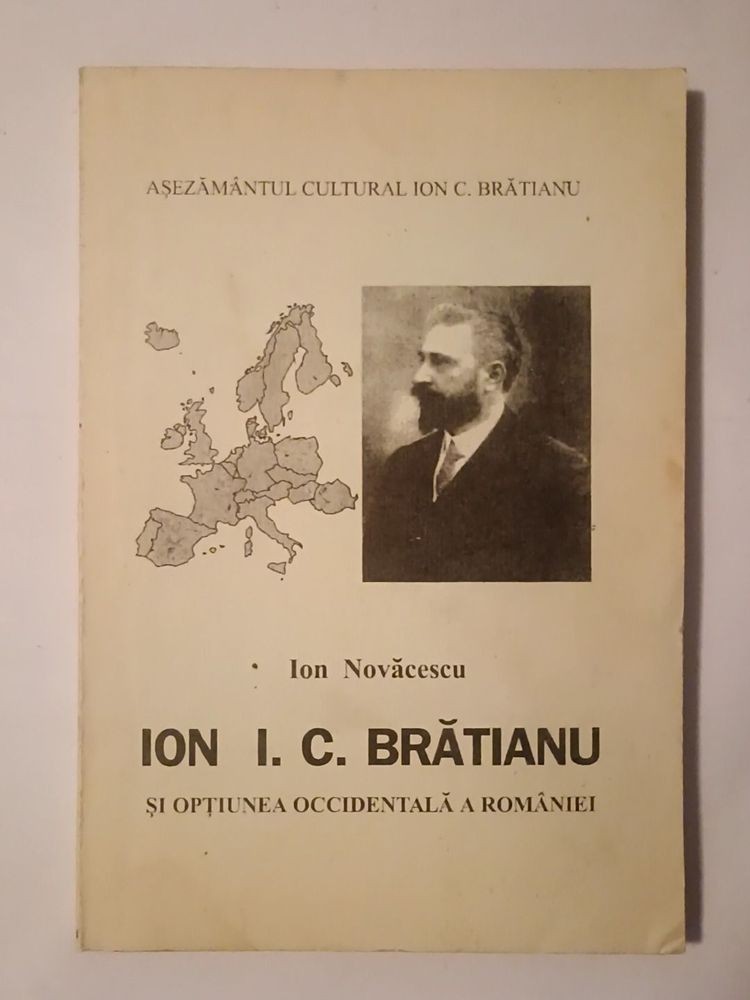 AȘEZĂMÂNTUL CULTURAL ION C. BRĂTIANU
Ion Novăcescu
ION I. C. BRĂTIANU
ȘI OPȚIUNEA OCCIDENTALĂ A ROMÂNIEI